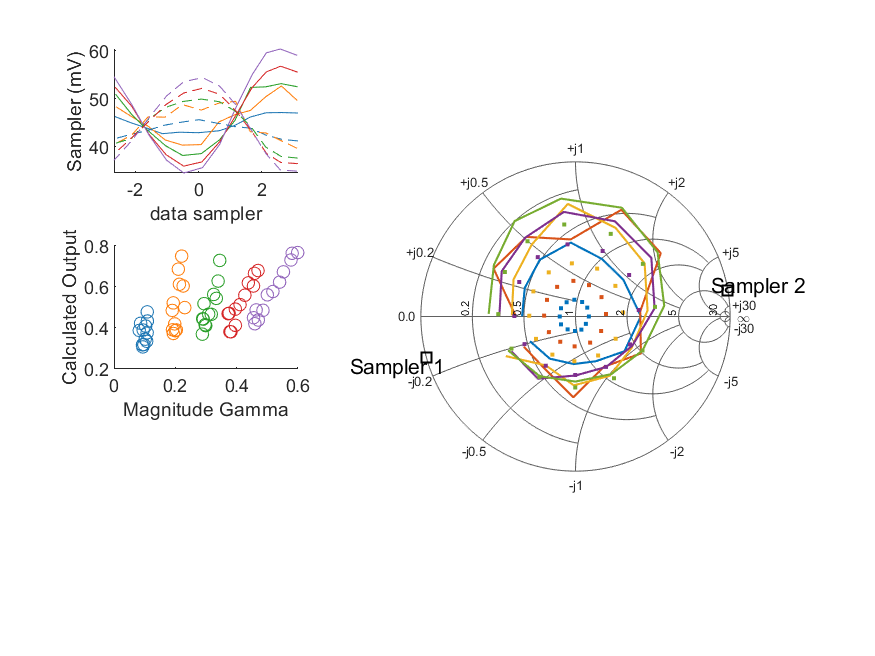 60
50
40
Sampler (mV)
-2
0
2
data sampler
0.8
0.6
0.4
0.2
Calculated Output
0
0.2
0.4
0.6
Magnitude Gamma
+j1
+j0.5
+j2
+j0.2
+j5
Sampler 2
+j30
0.0
0.2
0.5
1
2
5
30
∞
-j30
Sampler 1
-j0.2
-j5
-j0.5
-j2
-j1